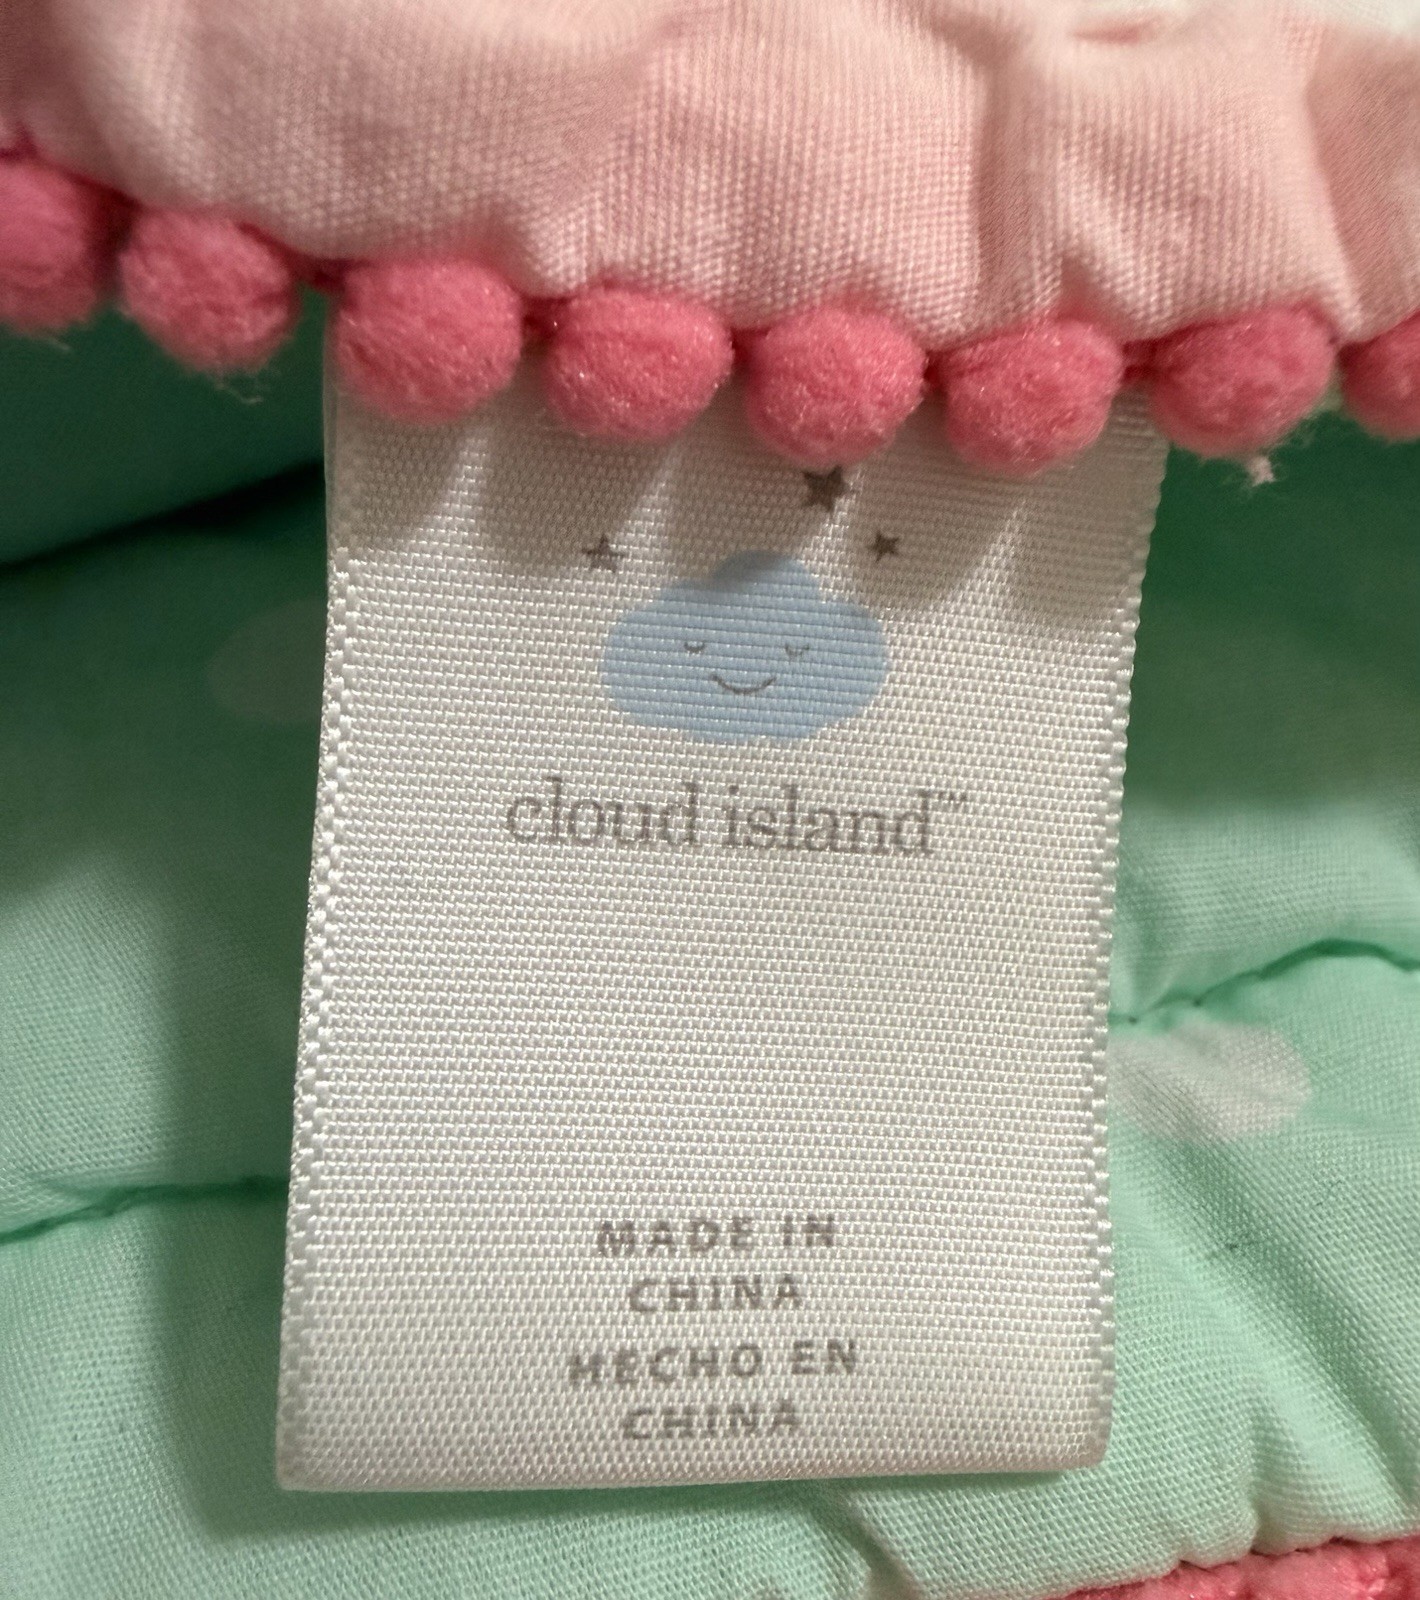 cloud island™
MADE IN
CHINA
HECHO EN
CHINA